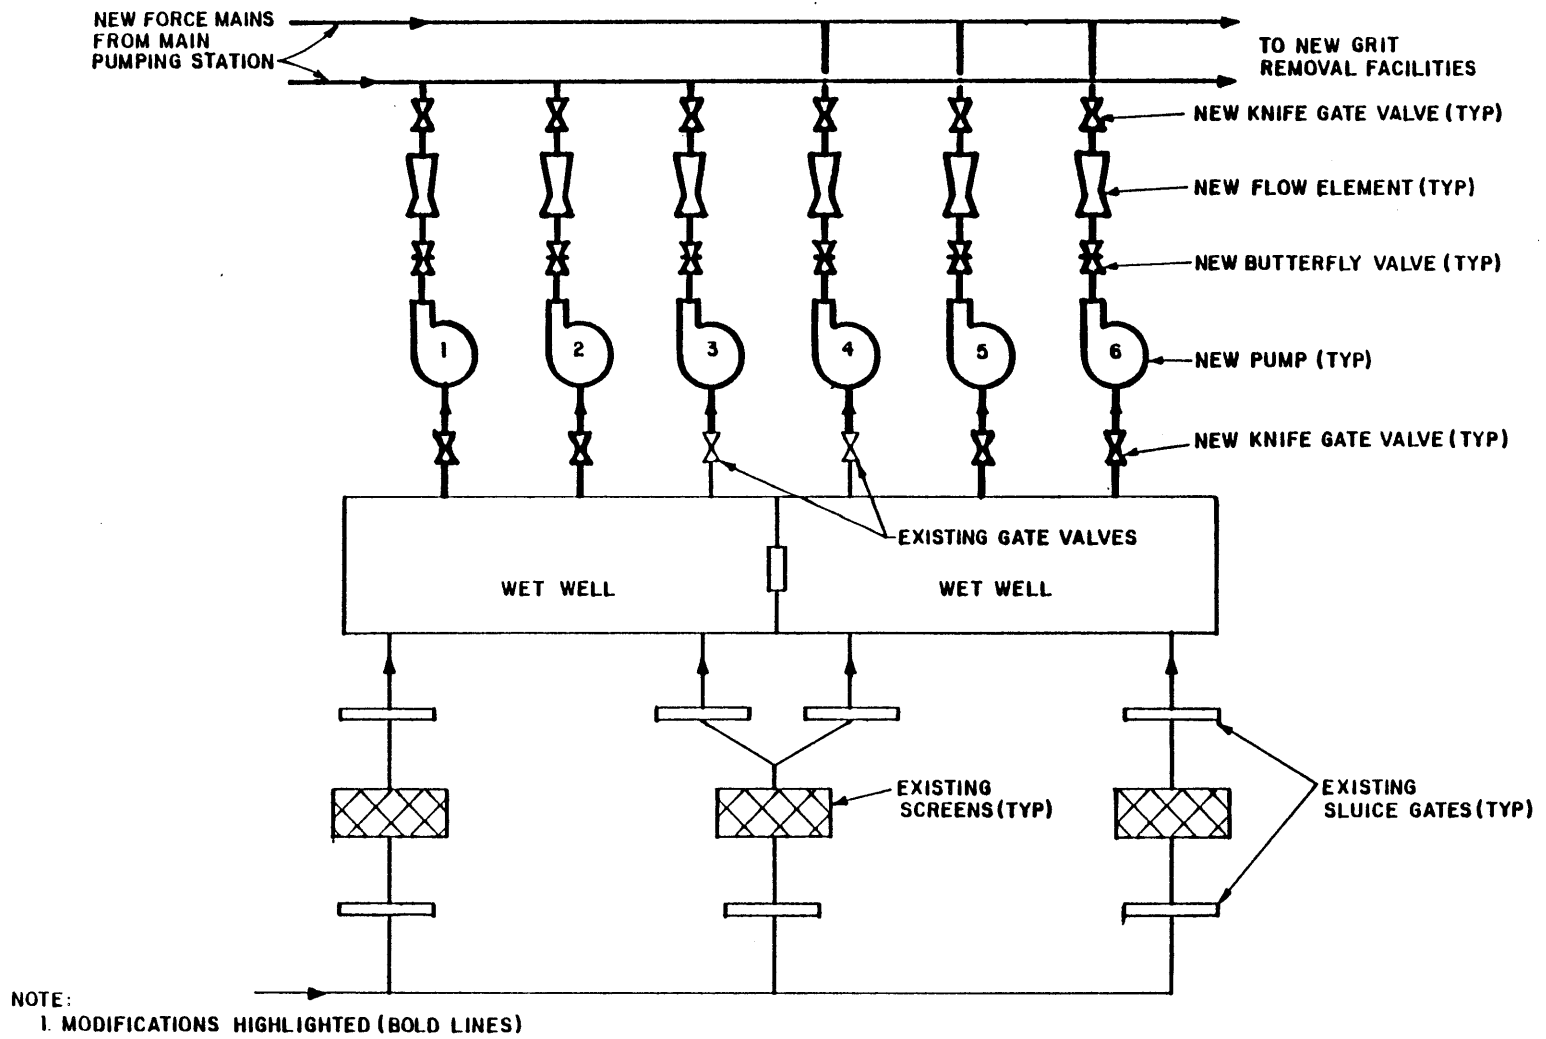 NEW FORCE MAINS
FROM MAIN
PUMPING STATION
TO NEW GRIT
REMOVAL FACILITIES
NEW KNIFE GATE VALVE (TYP)
NEW FLOW ELEMENT (TYP)
NEW BUTTERFLY VALVE (TYP)
1 2 3 4 5 6
NEW PUMP (TYP)
NEW KNIFE GATE VALVE (TYP)
EXISTING GATE VALVES
WET WELL
WET WELL
EXISTING
SCREENS (TYP)
EXISTING
SLUICE GATES (TYP)
NOTE:
1. MODIFICATIONS HIGHLIGHTED (BOLD LINES)